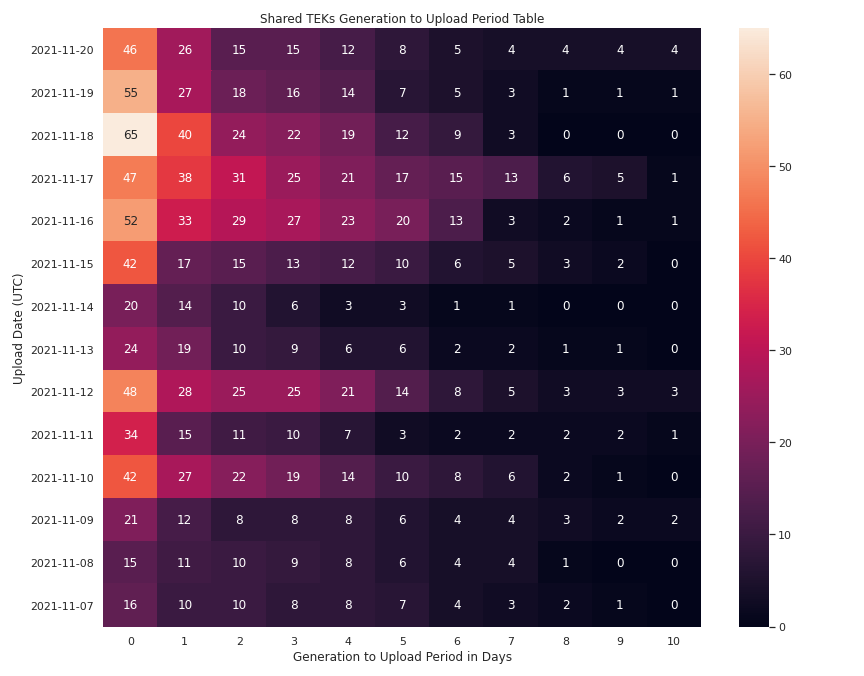 Shared TEKs Generation to Upload Period Table
Upload Date (UTC)
2021-11-20 46 26 15 15 12 8 5 4 4 4 4
2021-11-19 55 27 18 16 14 7 5 3 1 1 1
2021-11-18 65 40 24 22 19 12 9 3 0 0 0
2021-11-17 47 38 31 25 21 17 15 13 6 5 1
2021-11-16 52 33 29 27 23 20 13 3 2 1 1
2021-11-15 42 17 15 13 12 10 6 5 3 2 0
2021-11-14 20 14 10 6 3 3 1 1 0 0 0
2021-11-13 24 19 10 9 6 6 2 2 1 1 0
2021-11-12 48 28 25 25 21 14 8 5 3 3 3
2021-11-11 34 15 11 10 7 3 2 2 2 2 1
2021-11-10 42 27 22 19 14 10 8 6 2 1 0
2021-11-09 21 12 8 8 8 6 4 4 3 2 2
2021-11-08 15 11 10 9 8 6 4 4 1 0 0
2021-11-07 16 10 10 8 8 7 4 3 2 1 0
0 1 2 3 4 5 6 7 8 9 10
Generation to Upload Period in Days
60
50
40
30
20
10
0